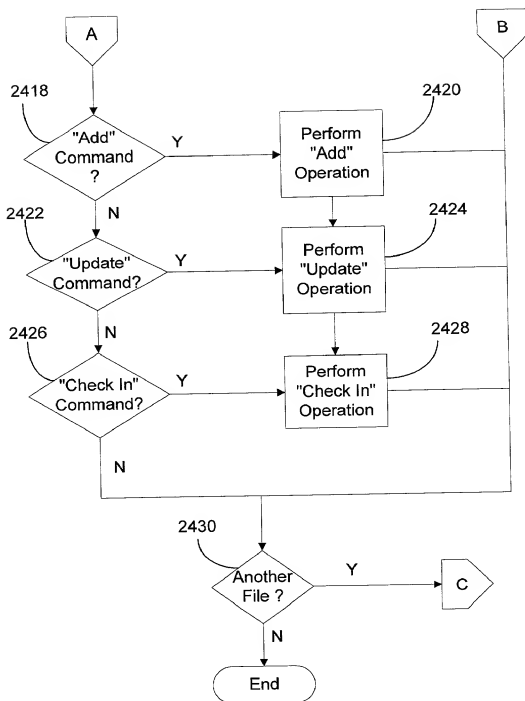 A
B
2418
"Add"
Command
?
Y
N
2420
Perform
"Add"
Operation
2422
"Update"
Command?
Y
N
2424
Perform
"Update"
Operation
2426
"Check In"
Command?
Y
N
2428
Perform
"Check In"
Operation
2430
Another
File ?
Y
C
N
End